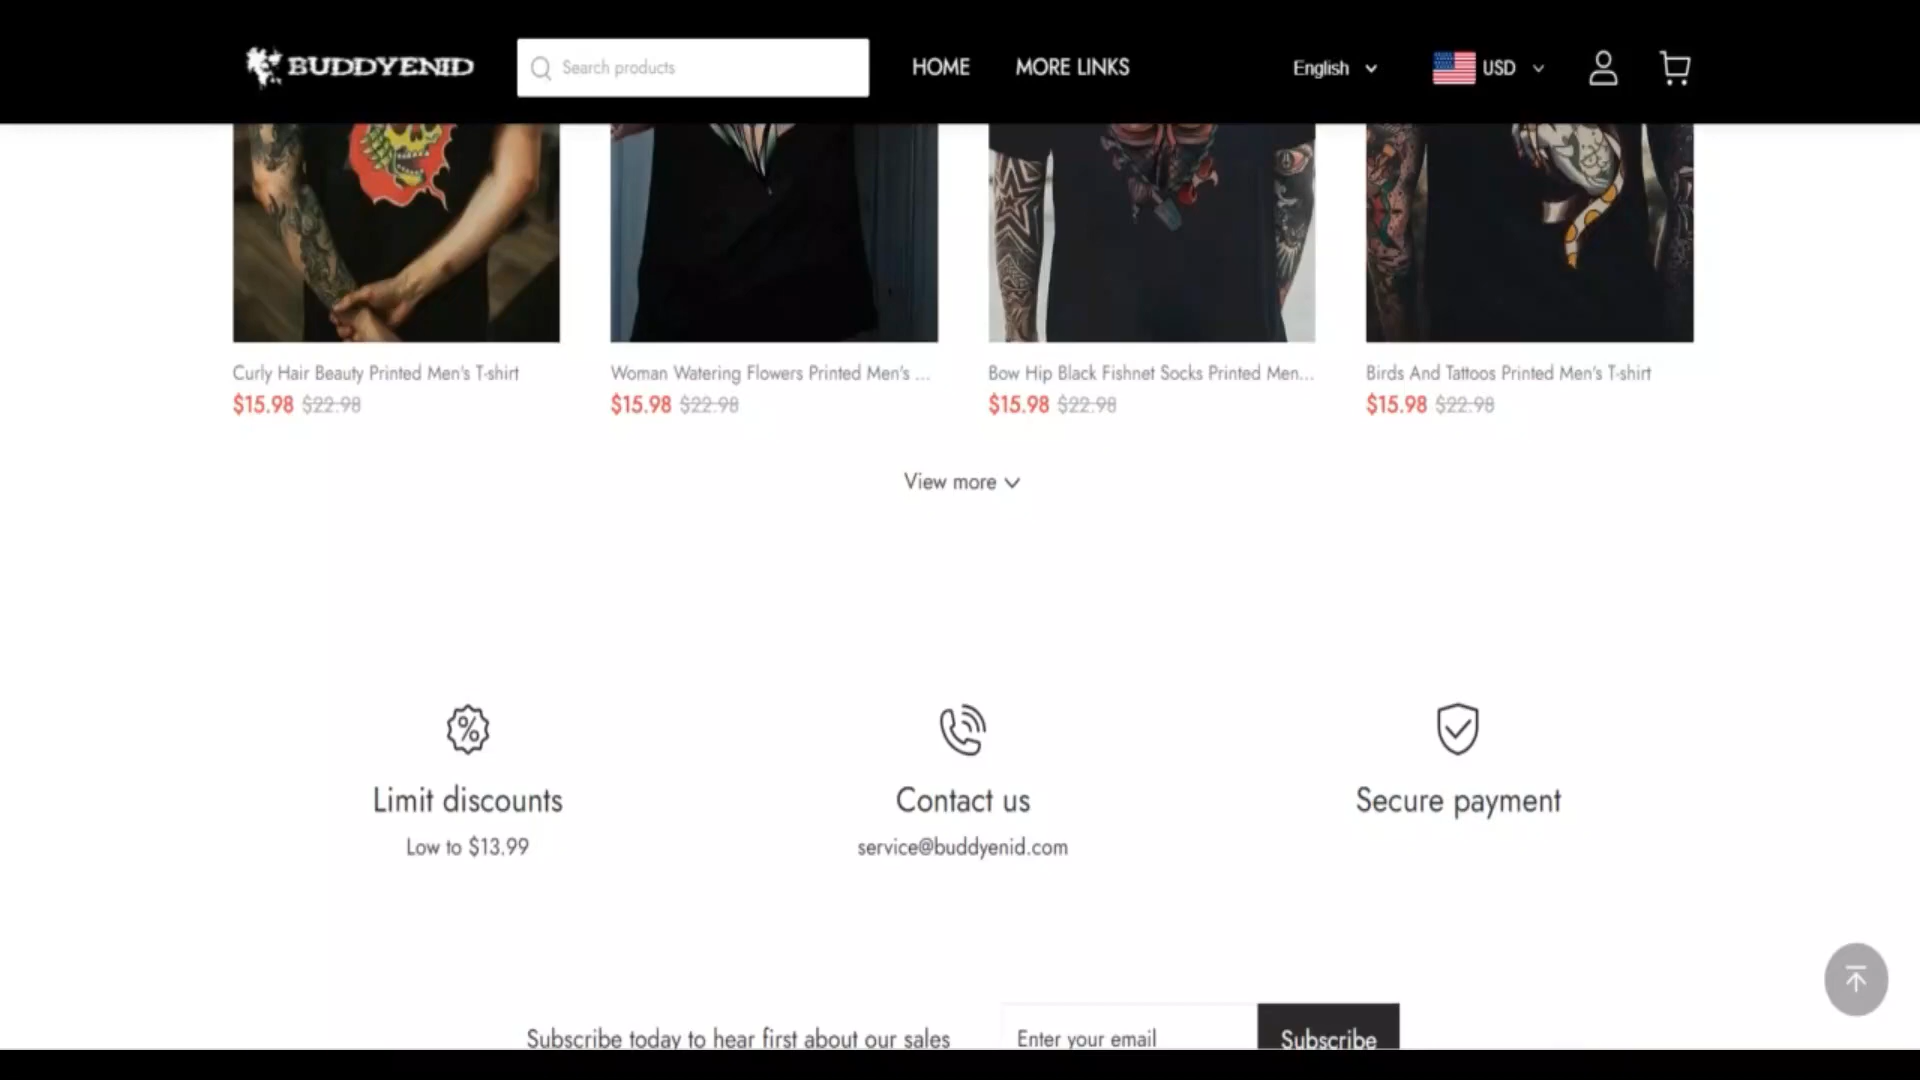 BUDDYENID
Search products
HOME
MORE LINKS
English
USD
Curly Hair Beauty Printed Men's T-shirt
$15.98 $22.98
Woman Watering Flowers Printed Men's ...
$15.98 $22.98
Bow Hip Black Fishnet Socks Printed Men...
$15.98 $22.98
Birds And Tattoos Printed Men's T-shirt
$15.98 $22.98
View more
Limit discounts
Low to $13.99
Contact us
service@buddyenid.com
Secure payment
Subscribe today to hear first about our sales
Enter your email
Subscribe